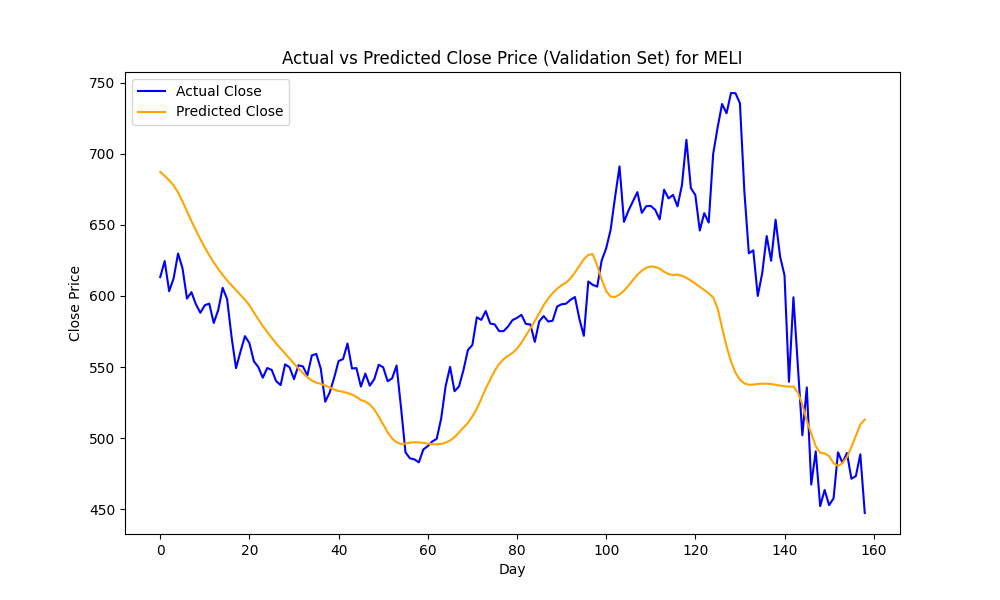 Actual vs Predicted Close Price (Validation Set) for MELI
Actual Close
Predicted Close
Close Price
750
700
650
600
550
500
450
0 20 40 60 80 100 120 140 160
Day